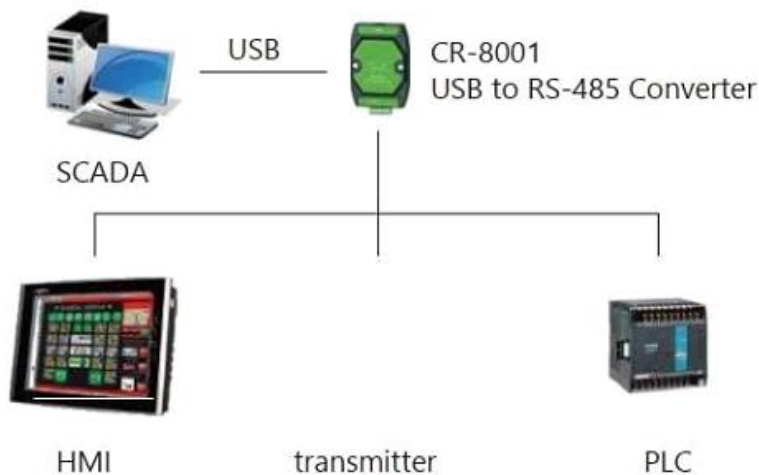 USB
CR-8001
USB to RS-485 Converter
SCADA
HMI
transmitter
PLC